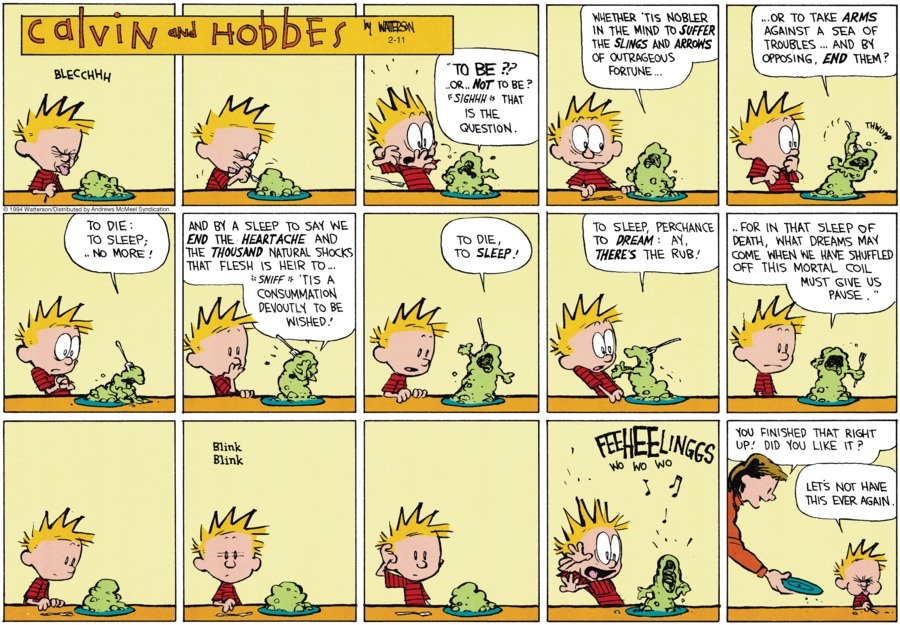 calvin and HobbEs
by WATTERSON
2-11
BLECCHHH
"TO BE ??
..OR.. NOT TO BE?
*SIGHHH* THAT
IS THE
QUESTION.
WHETHER 'TIS NOBLER
IN THE MIND TO SUFFER
THE SLINGS AND ARROWS
OF OUTRAGEOUS
FORTUNE...
...OR TO TAKE ARMS
AGAINST A SEA OF
TROUBLES... AND BY
OPPOSING, END THEM?
THWUPP
© 1994 Watterson/Distributed by Andrews McMeel Syndication
TO DIE:
TO SLEEP;
..NO MORE!
AND BY A SLEEP TO SAY WE
END THE HEARTACHE AND
THE THOUSAND NATURAL SHOCKS
THAT FLESH IS HEIR TO...
*SNIFF* 'TIS A
CONSUMMATION
DEVOUTLY TO BE
WISHED!
TO DIE,
TO SLEEP!
TO SLEEP, PERCHANCE
TO DREAM: AY,
THERE'S THE RUB!
..FOR IN THAT SLEEP OF
DEATH, WHAT DREAMS MAY
COME WHEN WE HAVE SHUFFLED
OFF THIS MORTAL COIL
MUST GIVE US
PAUSE."
Blink
Blink
FEEHEELINGGS
WO WO WO
YOU FINISHED THAT RIGHT
UP! DID YOU LIKE IT?
LET'S NOT HAVE
THIS EVER AGAIN.